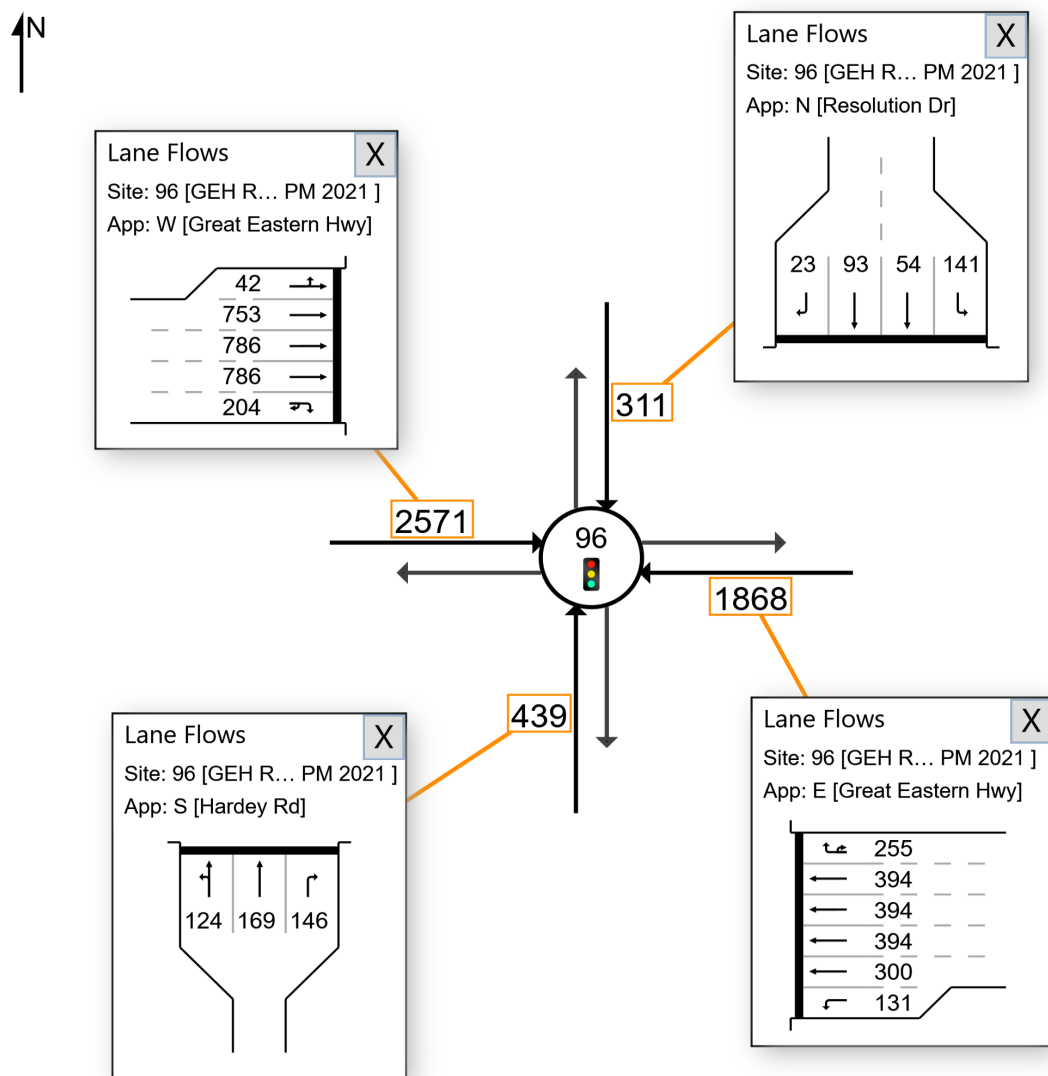 N
Lane Flows X
Site: 96 [GEH R... PM 2021 ]
App: N [Resolution Dr]
23 93 54 141
Lane Flows X
Site: 96 [GEH R... PM 2021 ]
App: W [Great Eastern Hwy]
42
753
786
786
204
311
2571
96
1868
439
Lane Flows X
Site: 96 [GEH R... PM 2021 ]
App: S [Hardey Rd]
124 169 146
Lane Flows X
Site: 96 [GEH R... PM 2021 ]
App: E [Great Eastern Hwy]
255
394
394
394
300
131